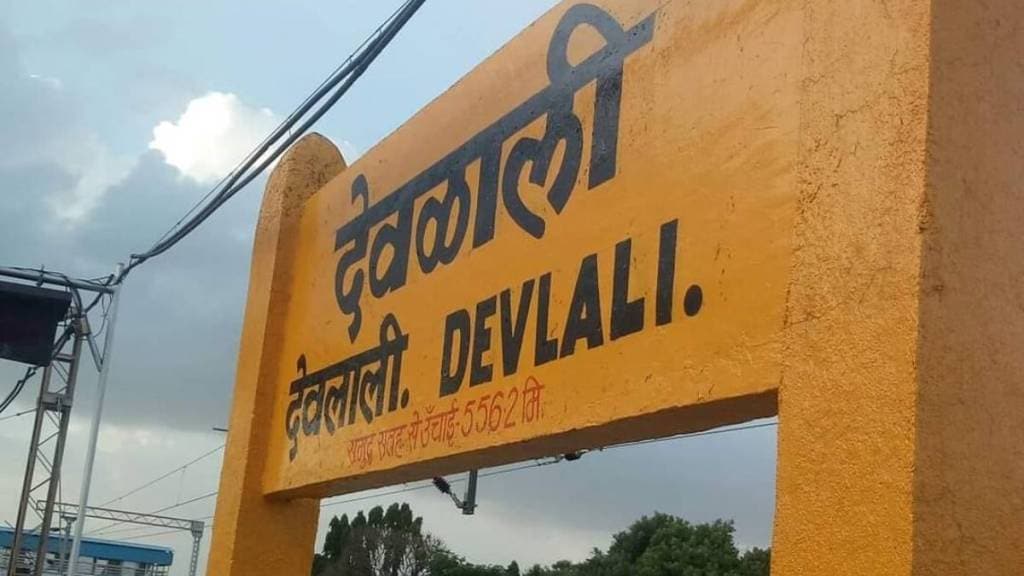 देवळाली
देवलाली. DEVLALI.
समुद्र सतह से उँचाई-5562 मि.